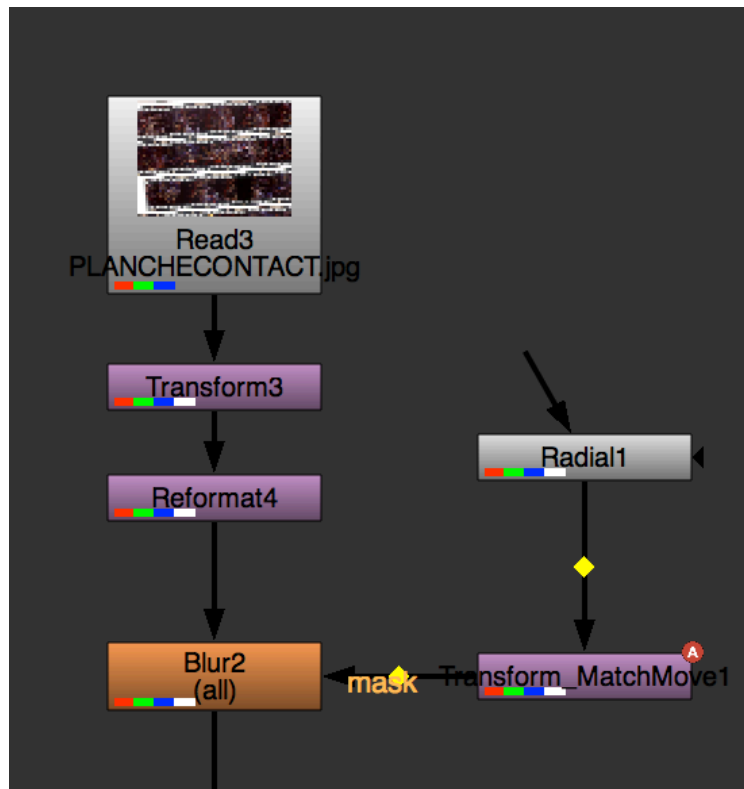 Read3
PLANCHECONTACT.jpg
Transform3
Reformat4
Radial1
Blur2
(all)
mask
Transform_MatchMove1
A